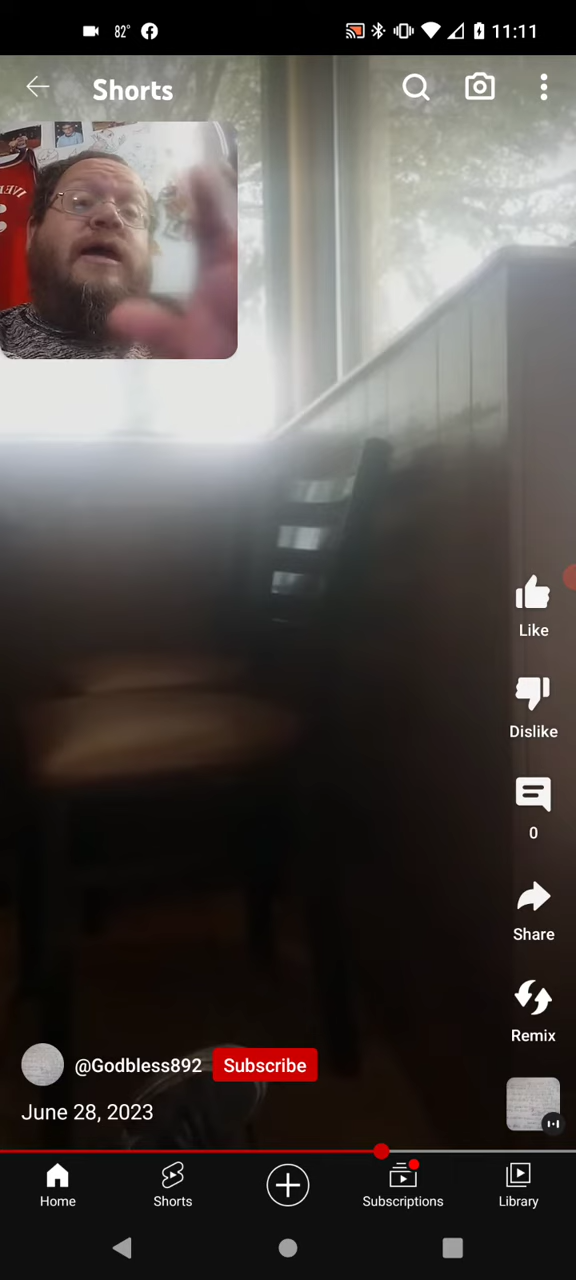 82°
11:11
Shorts
Like
Dislike
0
Share
Remix
@Godbless892 Subscribe
June 28, 2023
Home
Shorts
Subscriptions
Library